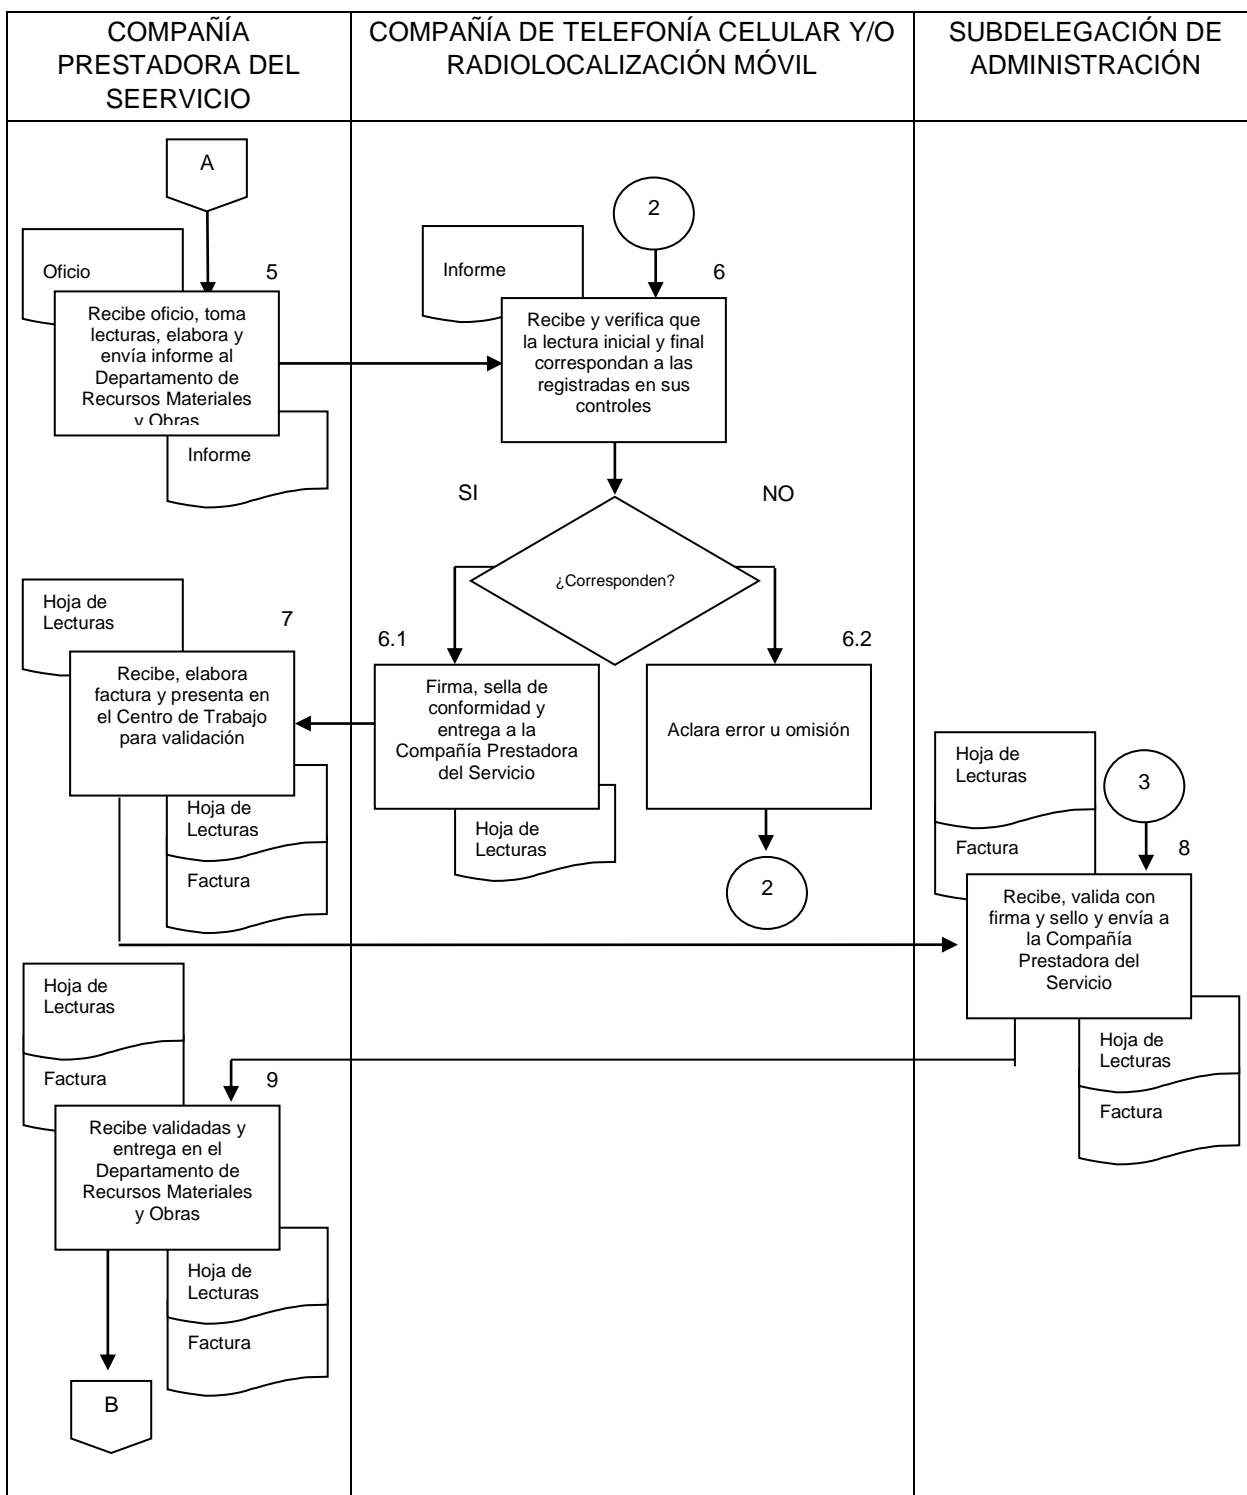 COMPAÑÍA
PRESTADORA DEL
SEERVICIO
COMPAÑÍA DE TELEFONÍA CELULAR Y/O
RADIOLOCALIZACIÓN MÓVIL
SUBDELEGACIÓN DE
ADMINISTRACIÓN
A
Oficio
5
Recibe oficio, toma
lecturas, elabora y
envía informe al
Departamento de
Recursos Materiales
y Obras
Informe
2
Informe
6
Recibe y verifica que
la lectura inicial y final
correspondan a las
registradas en sus
controles
SI
NO
¿Corresponden?
6.1
Firma, sella de
conformidad y
entrega a la
Compañía Prestadora
del Servicio
Hoja de
Lecturas
6.2
Aclara error u omisión
2
Hoja de
Lecturas
7
Recibe, elabora
factura y presenta en
el Centro de Trabajo
para validación
Hoja de
Lecturas
Factura
Hoja de
Lecturas
Factura
3
8
Recibe, valida con
firma y sello y envía a
la Compañía
Prestadora del
Servicio
Hoja de
Lecturas
Factura
Hoja de
Lecturas
Factura
9
Recibe validadas y
entrega en el
Departamento de
Recursos Materiales
y Obras
Hoja de
Lecturas
Factura
B